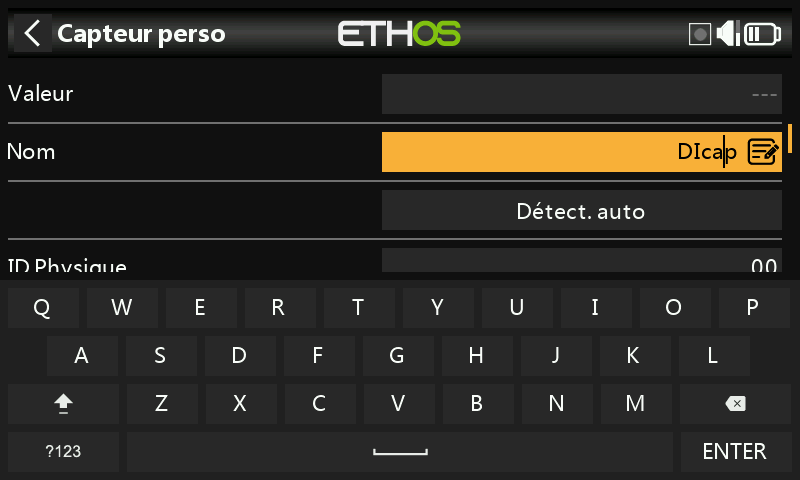 Capteur perso ETHOS
Valeur ---
Nom DIcap
Détect. auto
ID Physique 00
Q W E R T Y U I O P
A S D F G H J K L
Z X C V B N M
?123 ENTER